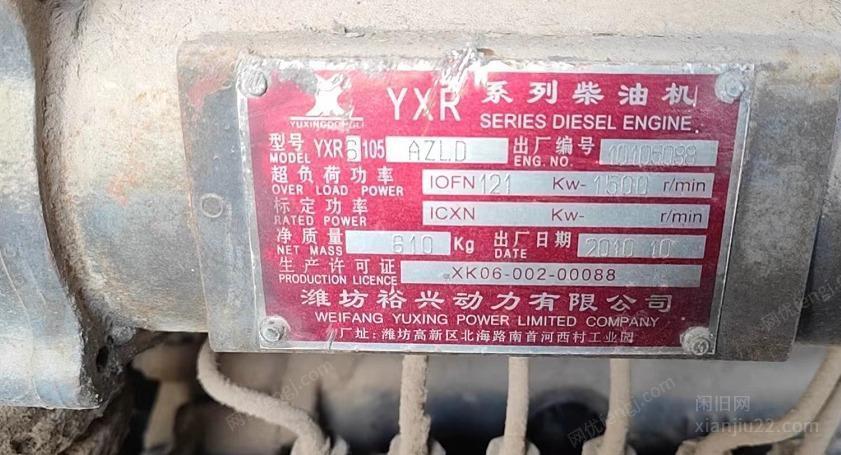 YUXINGDONGLI
YXR 系列柴油机
SERIES DIESEL ENGINE
型号 YXR6105 AZLD 出厂编号 10105088
MODEL ENG.NO.
超负荷功率 IOFN 121 Kw- 1500 r/min
OVER LOAD POWER
标定功率 ICXN Kw- r/min
RATED POWER
净质量 610 Kg 出厂日期 2010.10
NET MASS DATE
生产许可证 XK06-002-00088
PRODUCTION LICENCE
潍坊裕兴动力有限公司
WEIFANG YUXING POWER LIMITED COMPANY
厂址:潍坊高新区北海路南首河西村工业园
闲旧网
xianjiu22.com